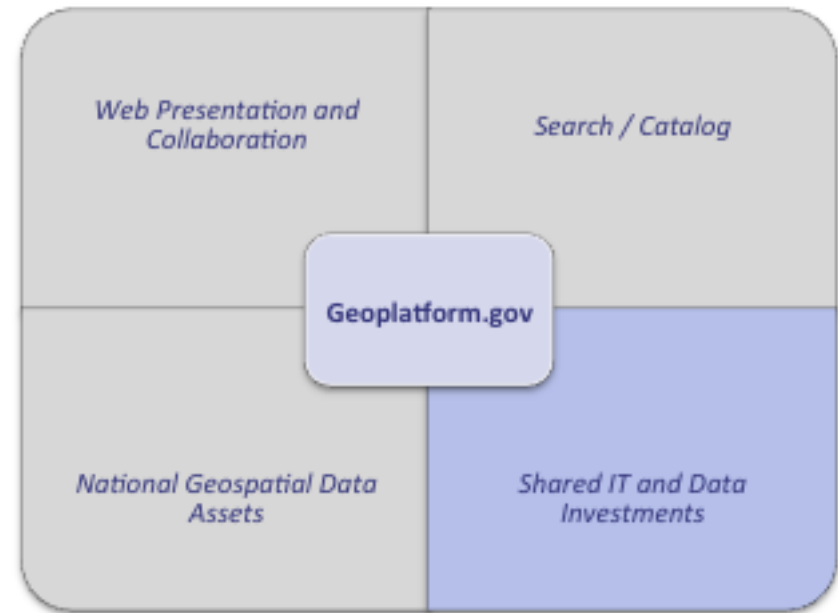 Web Presentation and
Collaboration
Search / Catalog
Geoplatform.gov
National Geospatial Data
Assets
Shared IT and Data
Investments